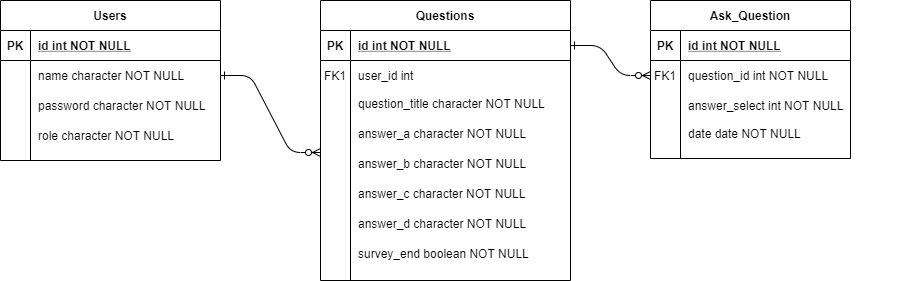 Users
PK id int NOT NULL
name character NOT NULL
password character NOT NULL
role character NOT NULL
Questions
PK id int NOT NULL
FK1 user_id int
question_title character NOT NULL
answer_a character NOT NULL
answer_b character NOT NULL
answer_c character NOT NULL
answer_d character NOT NULL
survey_end boolean NOT NULL
Ask_Question
PK id int NOT NULL
FK1 question_id int NOT NULL
answer_select int NOT NULL
date date NOT NULL